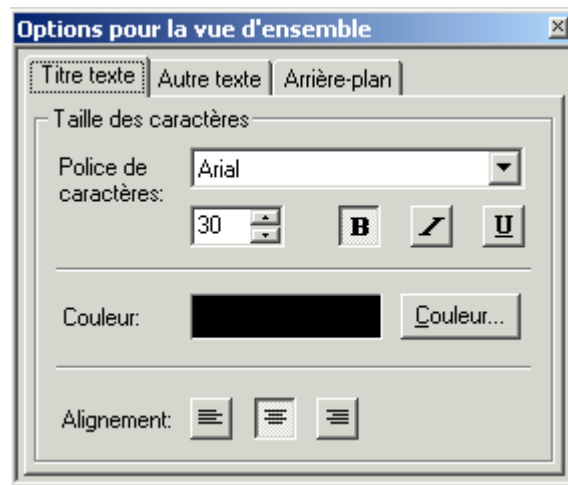 Options pour la vue d'ensemble
Titre texte Autre texte Arrière-plan
Taille des caractères
Police de caractères:
Arial
30 B I U
Couleur: Couleur...
Alignement: